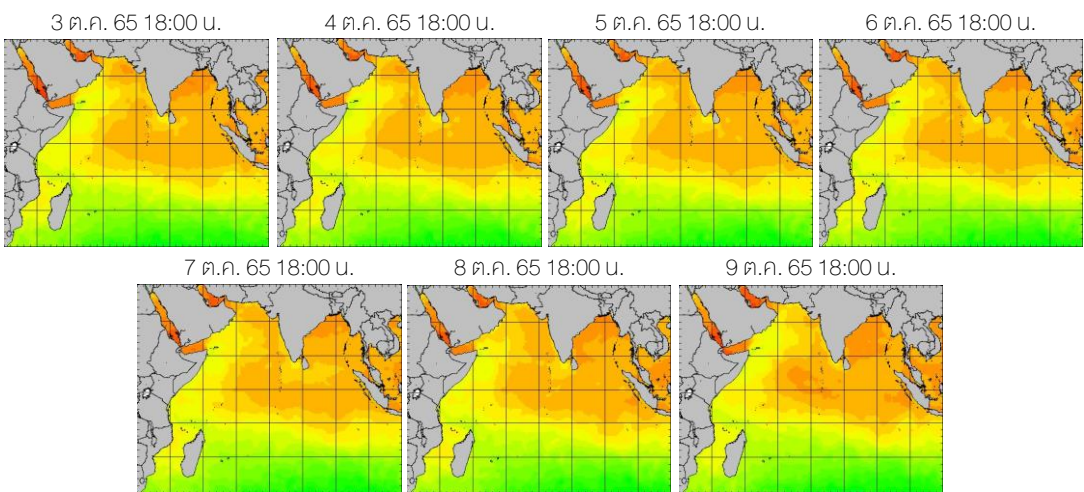 3 ต.ค. 65 18:00 น.
4 ต.ค. 65 18:00 น.
5 ต.ค. 65 18:00 น.
6 ต.ค. 65 18:00 น.
7 ต.ค. 65 18:00 น.
8 ต.ค. 65 18:00 น.
9 ต.ค. 65 18:00 น.